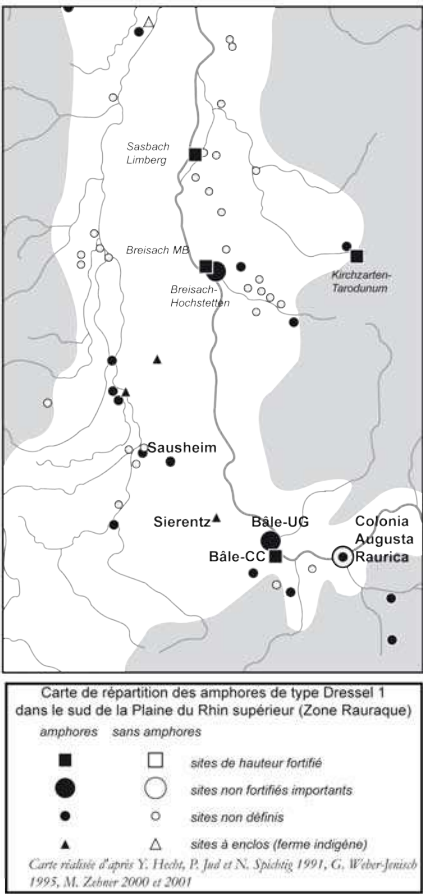 Sasbach
Limberg
Breisach MB
Breisach-
Hochstetten
Kirchzarten-
Tarodunum
Sausheim
Sierentz
Bâle-UG
Bâle-CC
Colonia
Augusta
Raurica
Carte de répartition des amphores de type Dressel 1
dans le sud de la Plaine du Rhin supérieur (Zone Rauraque)
amphores sans amphores
sites de hauteur fortifié
sites non fortifiés importants
sites non définis
sites à enclos (ferme indigéne)
Carte réalisée d'après Y. Hecht, P. Jud et N. Spichtig 1991, G. Weber-Jenisch
1995, M. Zehner 2000 et 2001